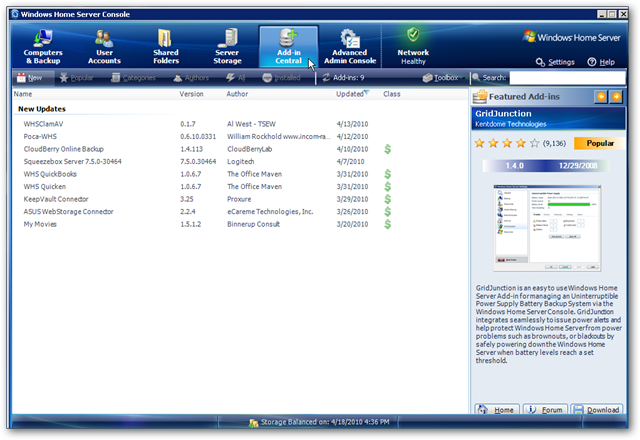 Windows Home Server Console
Computers & Backup
User Accounts
Shared Folders
Server Storage
Add-in Central
Advanced Admin Console
Network Healthy
Windows Home Server
Settings
Help
New
Popular
Categories
Authors
All
Installed
Add-ins: 9
Toolbox
Search:
Name Version Author Updated Class
New Updates
WHSClamAV 0.1.7 Al West - TSEW 4/13/2010
Poca-WHS 0.6.10.0331 William Rockhold www.incom-ra... 4/12/2010
CloudBerry Online Backup 1.4.113 CloudBerryLab 4/9/2010 $
Squeezebox Server 7.5.0-30464 7.5.0.30464 Logitech 4/7/2010
WHS QuickBooks 1.0.6.7 The Office Maven 3/31/2010 $
WHS Quicken 1.0.6.7 The Office Maven 3/31/2010 $
KeepVault Connector 3.25 Proxure 3/29/2010 $
ASUS WebStorage Connector 2.2.4 eCareme Technologies, Inc. 3/26/2010 $
My Movies 1.5.1.2 Binnerup Consult 3/20/2010 $
Featured Add-ins
GridJunction
Kentdome Technologies
(9,136) Popular
1.4.0 12/29/2008
GridJunction is an easy to use Windows Home
Server Add-in for managing an Uninterruptible
Power Supply Battery Backup System via the
Windows Home Server Console. GridJunction
integrates seamlessly to issue power alerts and
help protect Windows Home Server from power
problems such as brownouts, or blackouts by
safely powering down the Windows Home
Server when battery levels reach a set
threshold.
Home
Forum
Download
Storage Balanced on: 4/18/2010 4:36 PM